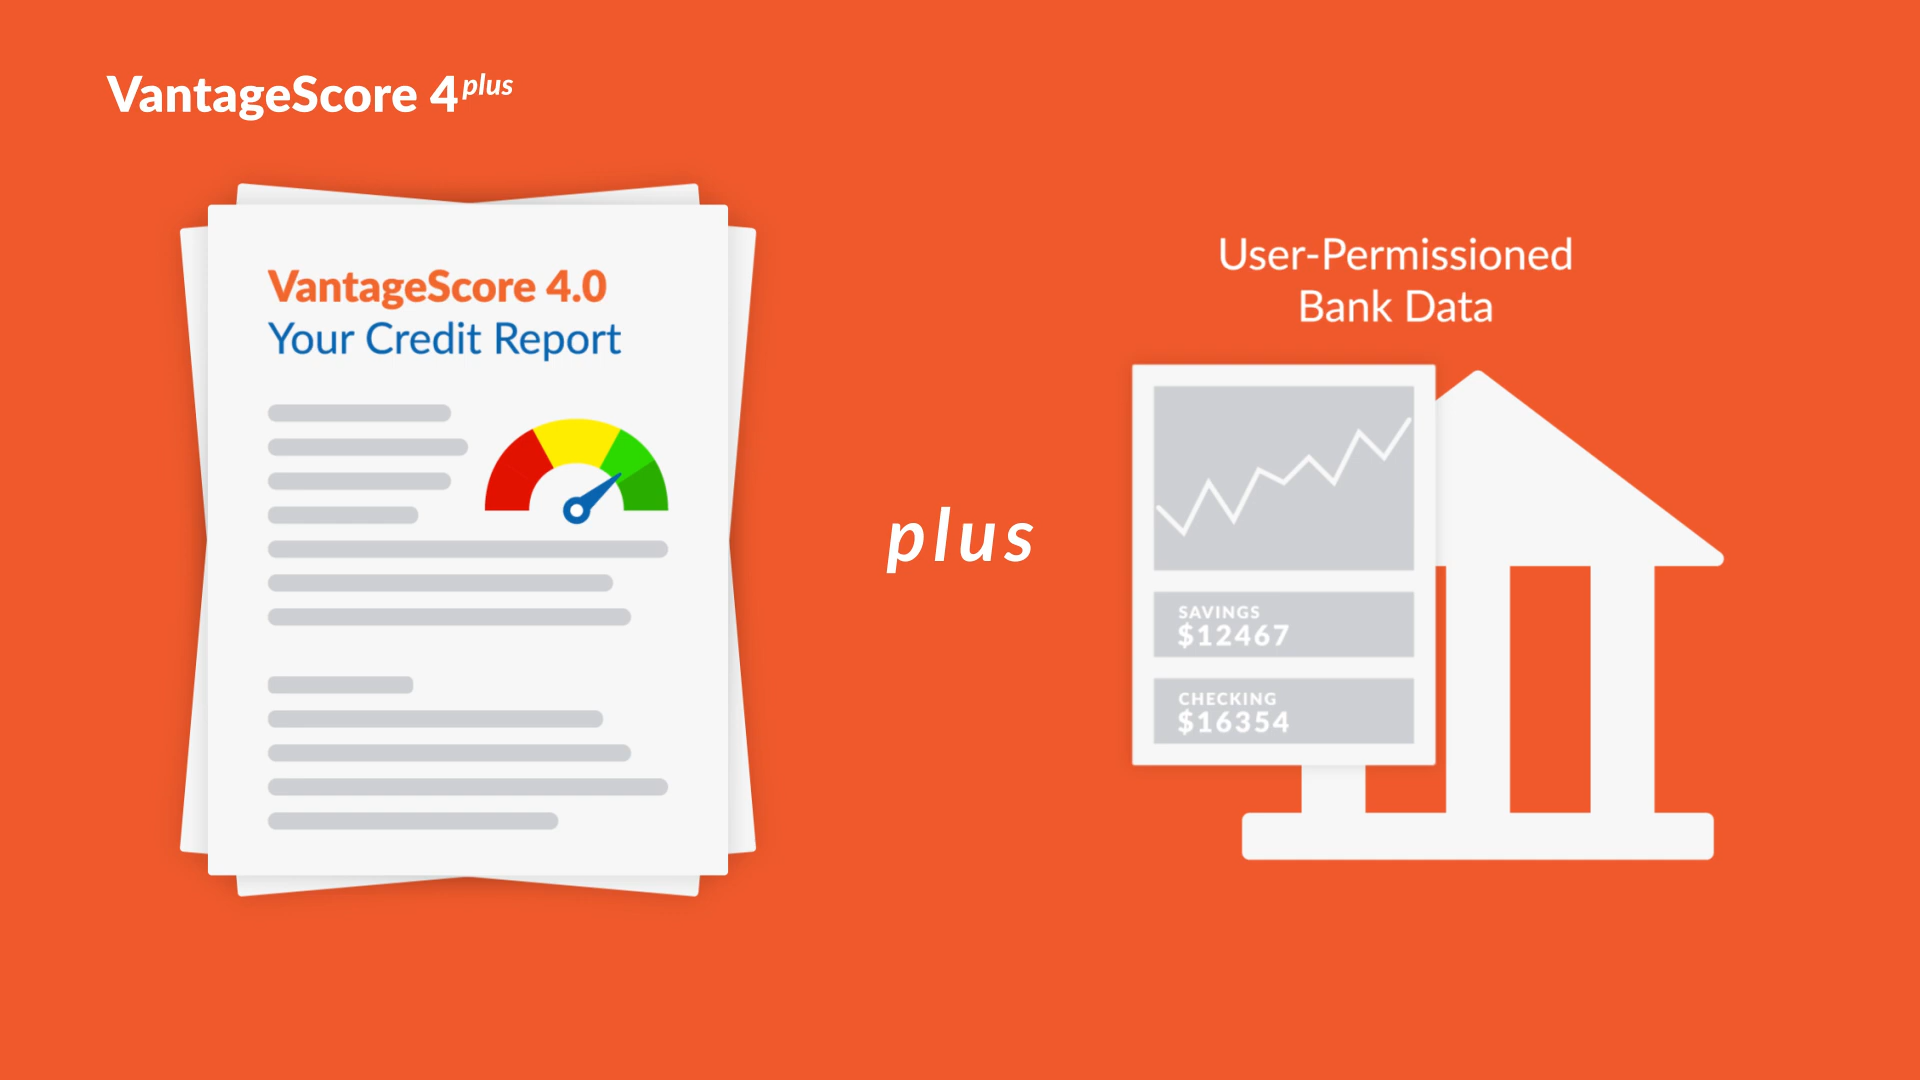 VantageScore 4plus
VantageScore 4.0
Your Credit Report
plus
User-Permissioned
Bank Data
SAVINGS
$12467
CHECKING
$16354